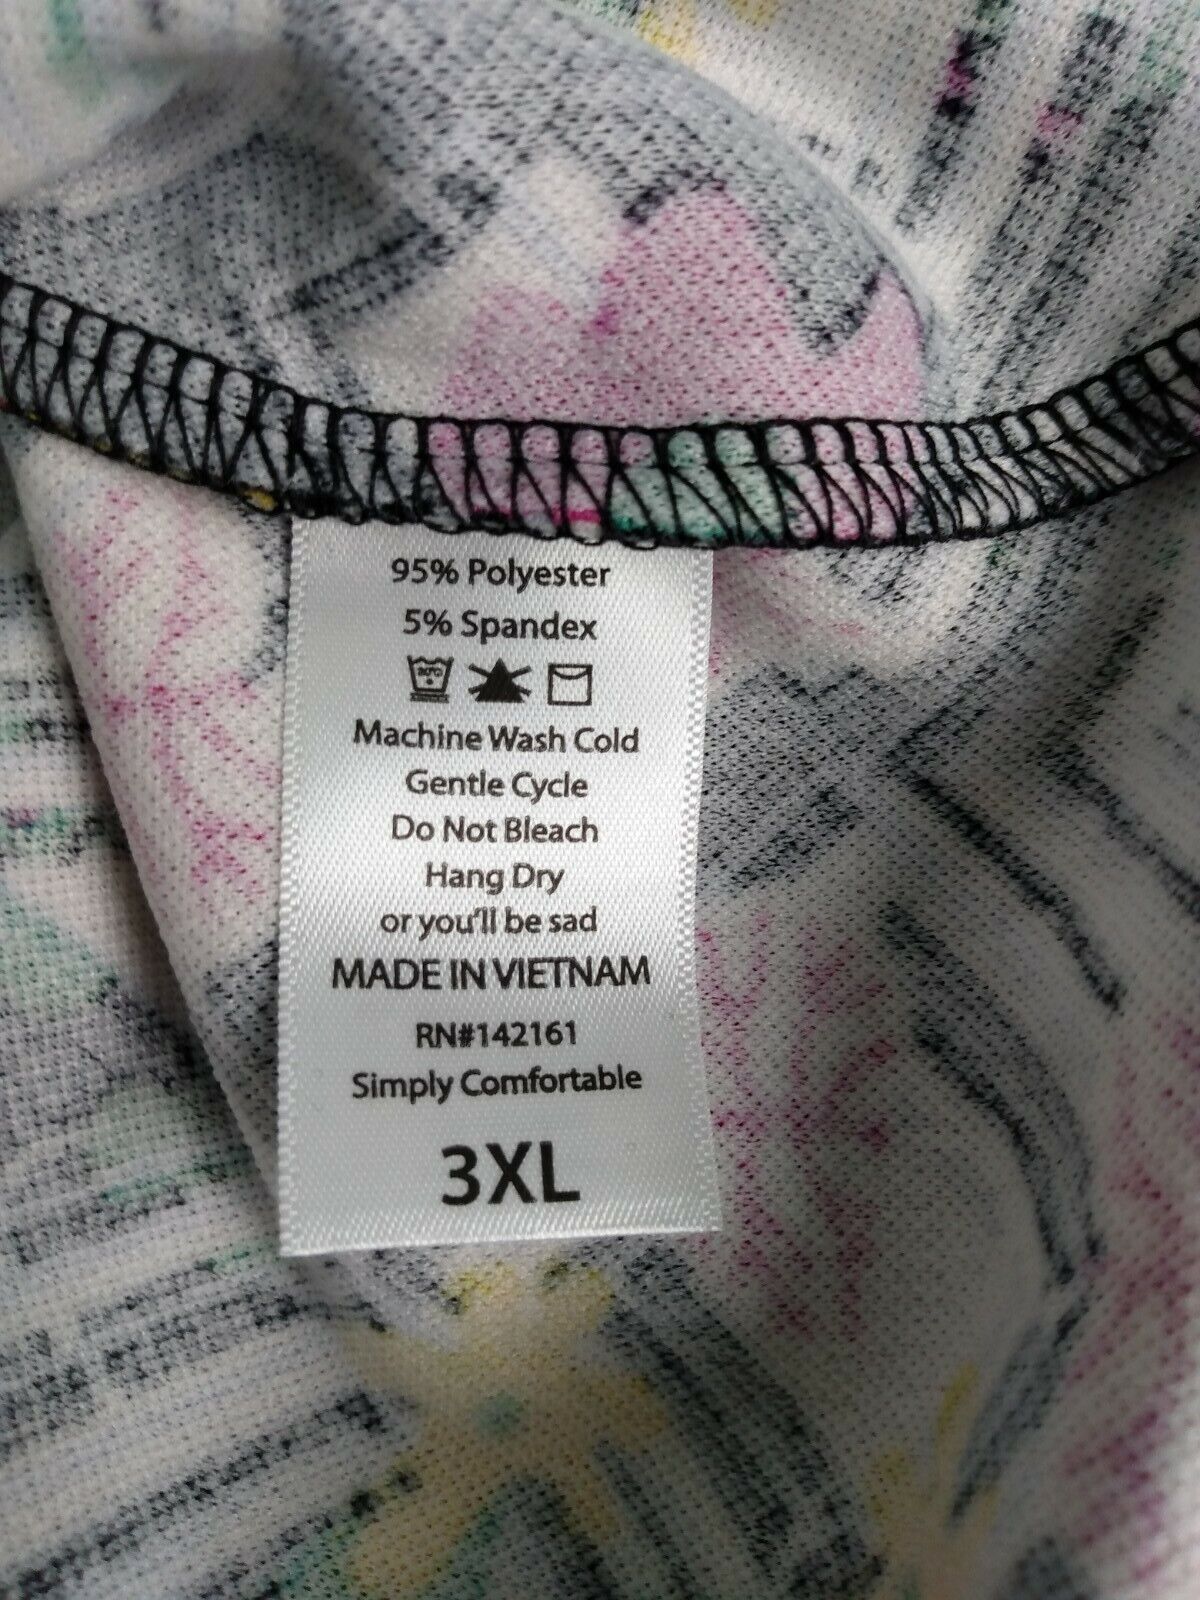 95% Polyester
5% Spandex
Machine Wash Cold
Gentle Cycle
Do Not Bleach
Hang Dry
or you'll be sad
MADE IN VIETNAM
RN#142161
Simply Comfortable
3XL